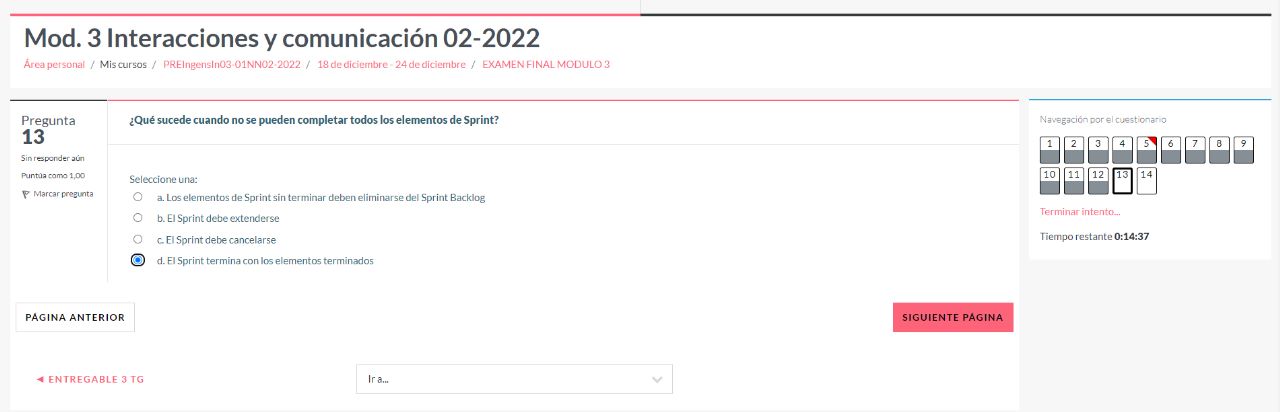 Mod. 3 Interacciones y comunicación 02-2022
Área personal / Mis cursos / PREIngensIn03-01NN02-2022 / 18 de diciembre - 24 de diciembre / EXAMEN FINAL MODULO 3
Pregunta
13
Sin responder aún
Puntúa como 1,00
Marcar pregunta
¿Qué sucede cuando no se pueden completar todos los elementos de Sprint?
Seleccione una:
a. Los elementos de Sprint sin terminar deben eliminarse del Sprint Backlog
b. El Sprint debe extenderse
c. El Sprint debe cancelarse
d. El Sprint termina con los elementos terminados
PÁGINA ANTERIOR
SIGUIENTE PÁGINA
◄ ENTREGABLE 3 TG
Ir a...
Navegación por el cuestionario
1 2 3 4 5 6 7 8 9
10 11 12 13 14
Terminar intento...
Tiempo restante 0:14:37